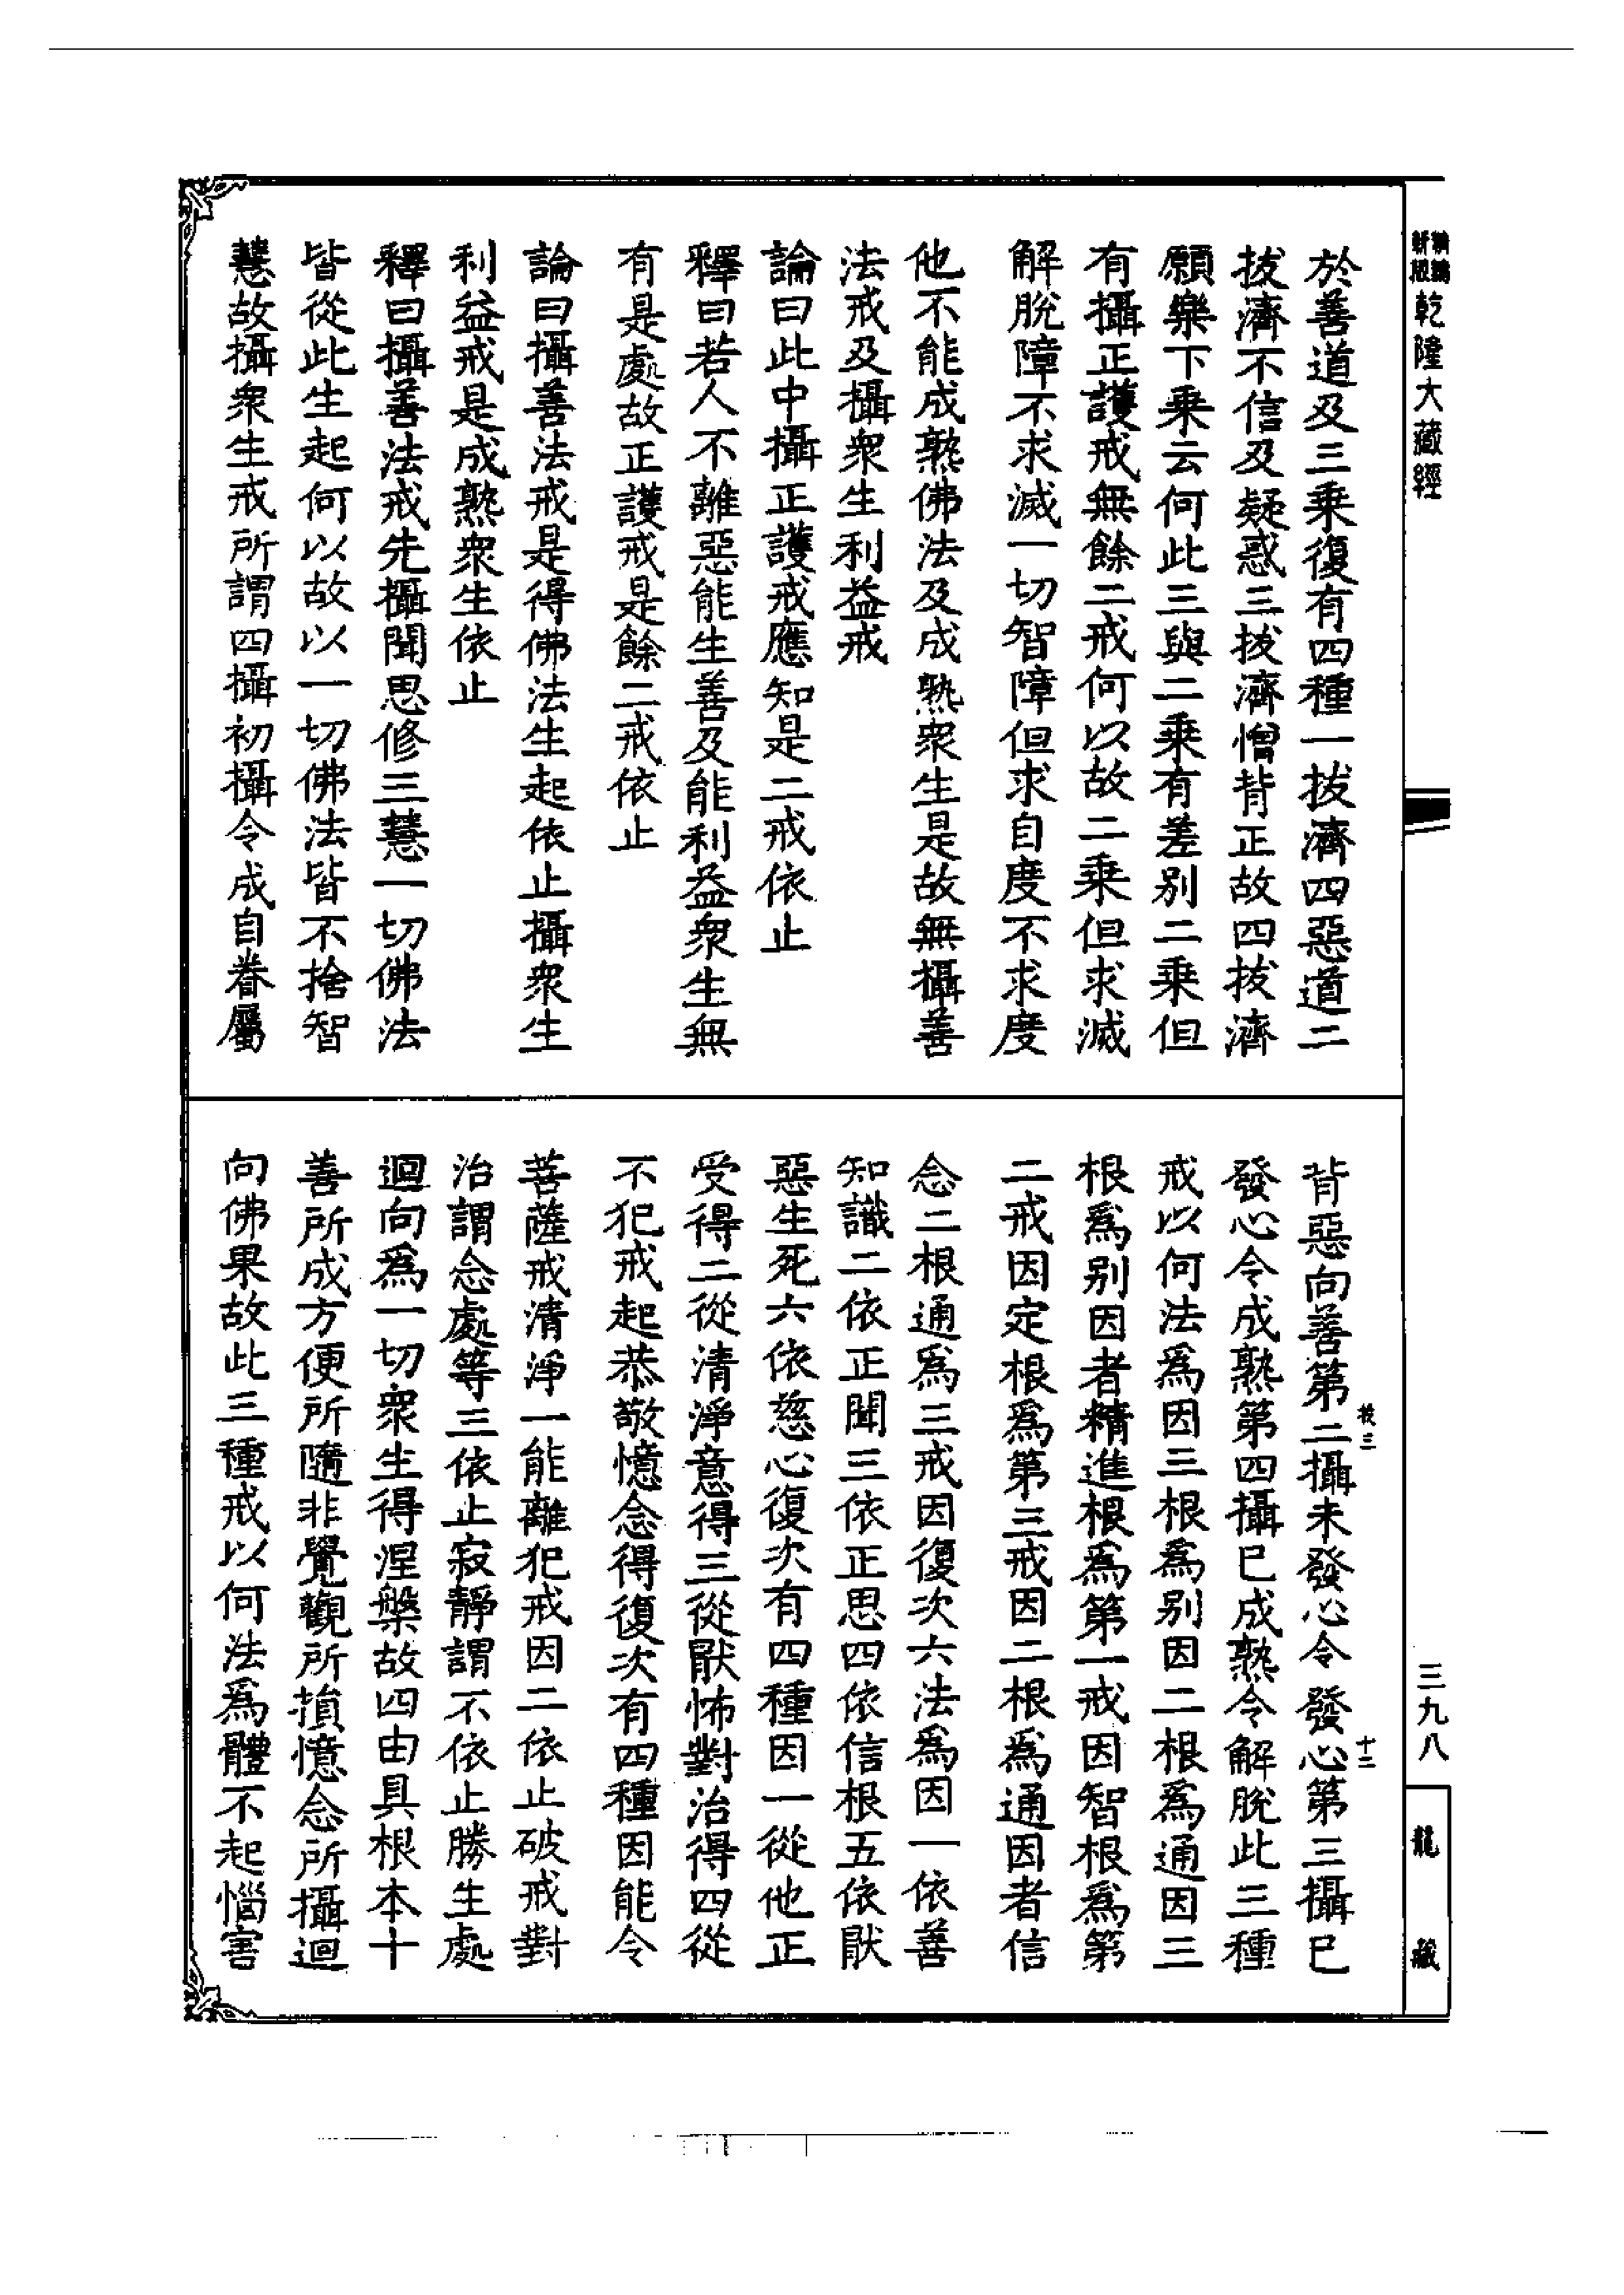 精編
新版
乾隆大藏經
於善道及三乘復有四種一拔濟四惡道二
拔濟不信及疑惑三拔濟憎背正故四拔濟
願樂下乘云何此三與二乘有差別二乘但
有攝正護戒無餘二戒何以故二乘但求滅
解脫障不求滅一切智障但求自度不求度
他不能成熟佛法及成熟衆生是故無攝善
法戒及攝衆生利益戒
論曰此中攝正護戒應知是二戒依止
釋曰若人不離惡能生善及能利益衆生無
有是處故正護戒是餘二戒依止
論曰攝善法戒是得佛法生起依止攝衆生
利益戒是成熟衆生依止
釋曰攝善法戒先攝聞思修三慧一切佛法
皆從此生起何以故以一切佛法皆不捨智
慧故攝衆生戒所謂四攝初攝令成自眷屬
背惡向善第二攝未發心令發心第三攝已
發心令成熟第四攝已成熟令解脫此三種
戒以何法爲因三根爲別因二根爲通因三
根爲別因者精進根爲第一戒因智根爲第
二戒因定根爲第三戒因二根爲通因者信
念二根通爲三戒因復次六法爲因一依善
知識二依正聞三依正思四依信根五依猒
惡生死六依慈心復次有四種因一從他正
受得二從清淨意得三從猒怖對治得四從
不犯戒起恭敬憶念得復次有四種因能令
菩薩戒清淨一能離犯戒因二依止破戒對
治謂念處等三依止寂靜謂不依止勝生處
迴向爲一切衆生得涅槃故四由具根本十
善所成方便所隨非覺觀所損憶念所攝迴
向佛果故此三種戒以何法爲體不起惱害
十二
三九八
龍藏